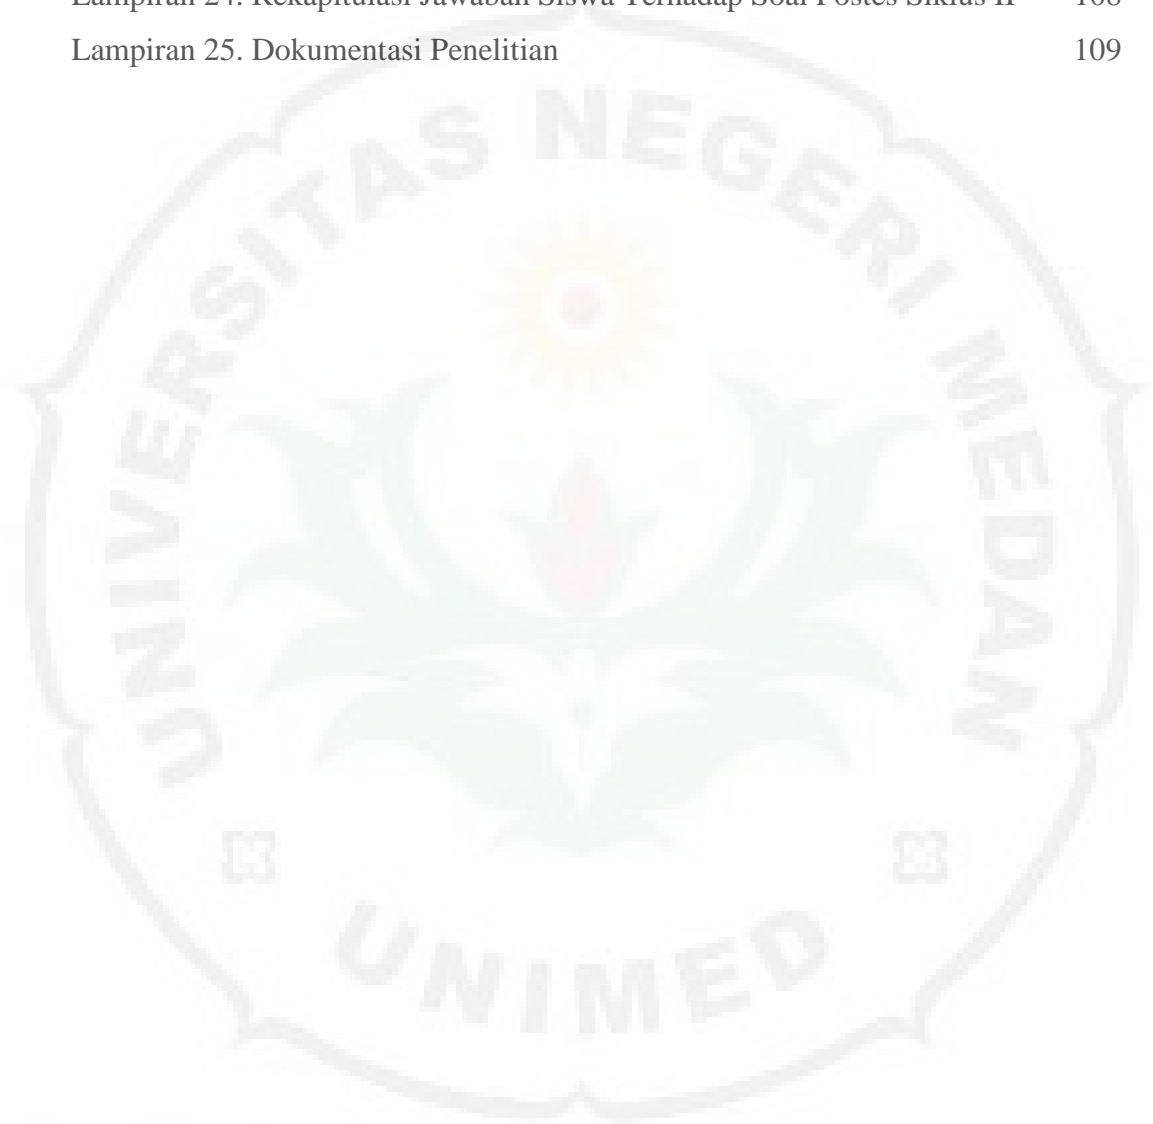 Lampiran 24. Rekapitulasi Jawaban Siswa Terhadap Soal Postes Siklus II 108
Lampiran 25. Dokumentasi Penelitian 109
UNIVERSITAS NEGERI MEDAN
UNIMED